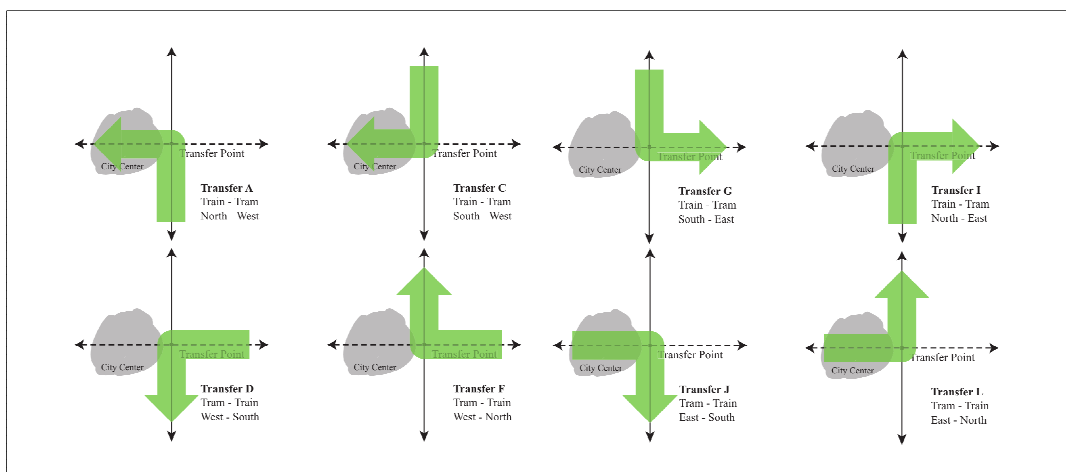 Transfer Point
City Center
Transfer A
Train - Tram
North - West
Transfer Point
City Center
Transfer C
Train - Tram
South - West
Transfer Point
City Center
Transfer G
Train - Tram
South - East
Transfer Point
City Center
Transfer I
Train - Tram
North - East
Transfer Point
City Center
Transfer D
Tram - Train
West - South
Transfer Point
City Center
Transfer F
Tram - Train
West - North
Transfer Point
City Center
Transfer J
Tram - Train
East - South
Transfer Point
City Center
Transfer L
Tram - Train
East - North